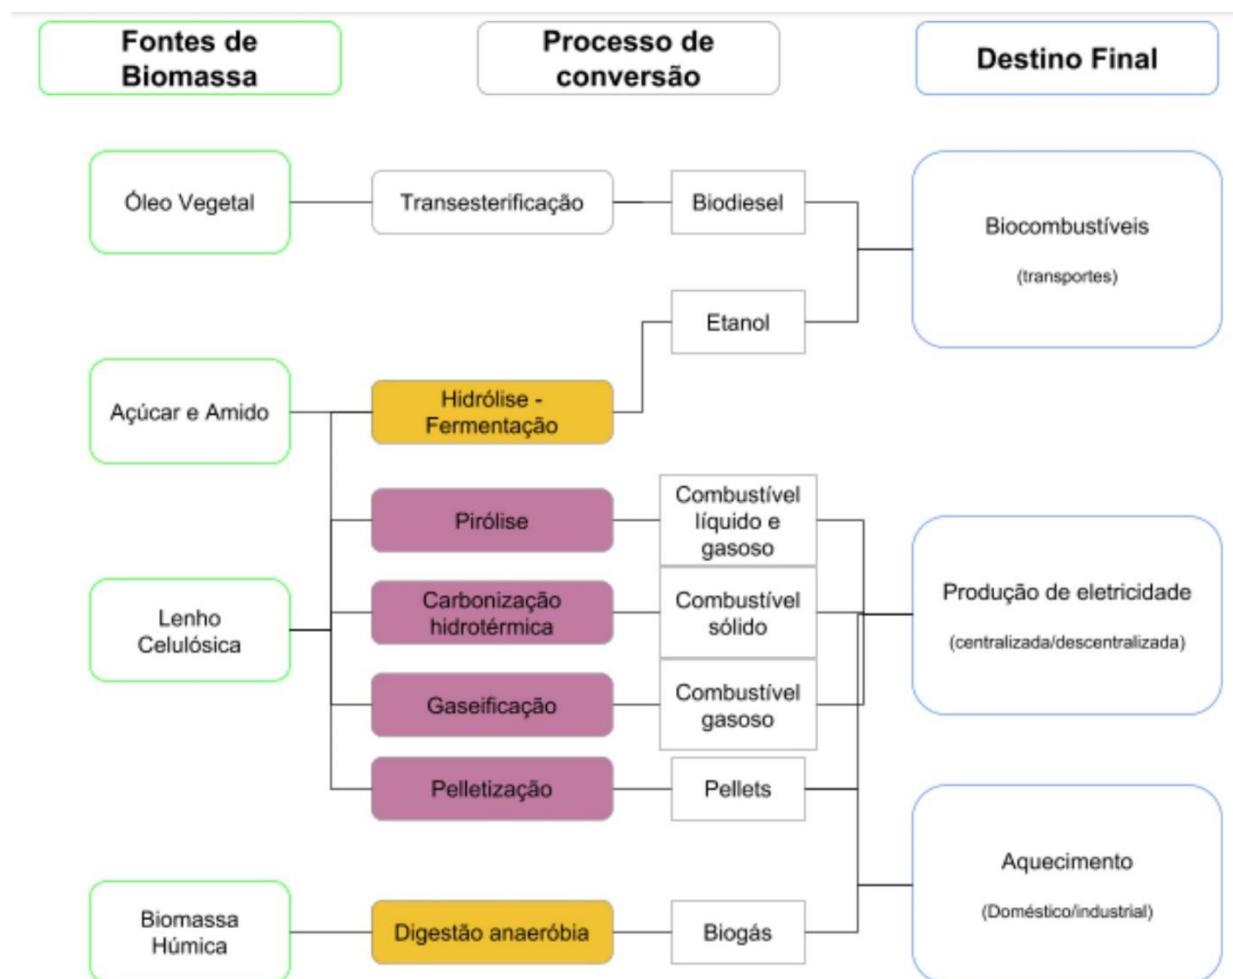 Fontes de
Biomassa
Processo de
conversão
Destino Final
Óleo Vegetal
Transesterificação
Biodiesel
Biocombustíveis
(transportes)
Etanol
Açúcar e Amido
Hidrólise -
Fermentação
Pirólise
Combustível
líquido e
gasoso
Lenho
Celulósica
Carbonização
hidrotérmica
Combustível
sólido
Produção de eletricidade
(centralizada/descentralizada)
Gaseificação
Combustível
gasoso
Pelletização
Pellets
Aquecimento
(Doméstico/industrial)
Biomassa
Húmica
Digestão anaeróbia
Biogás